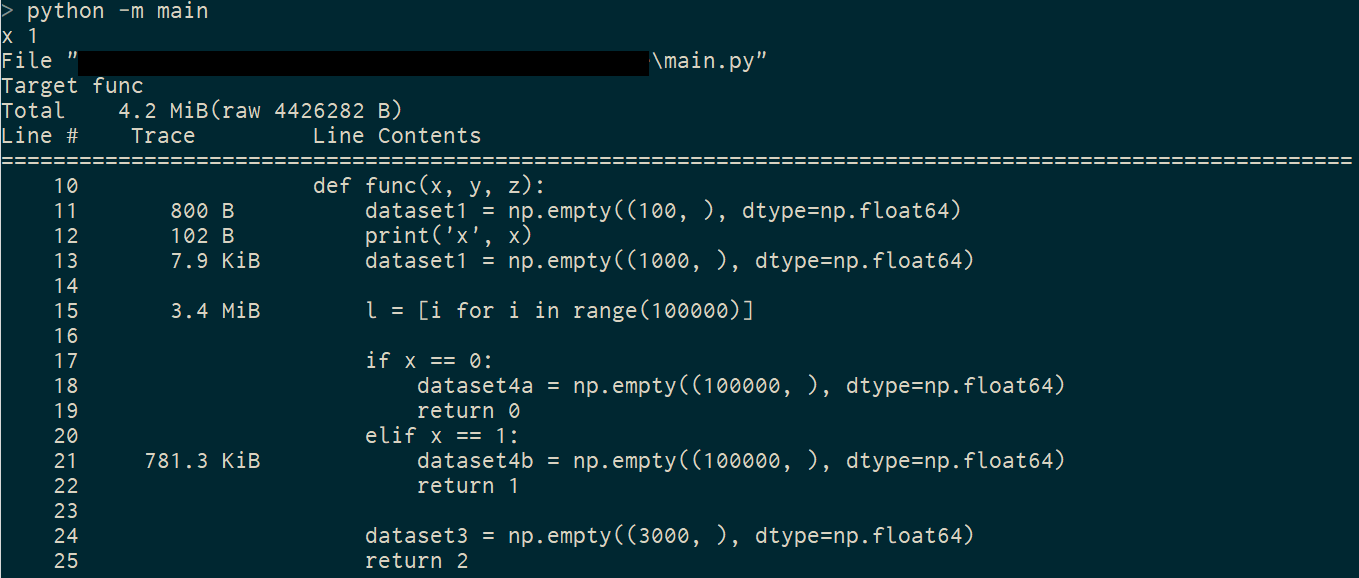 > python -m main
x 1
File "\main.py"
Target func
Total    4.2 MiB(raw 4426282 B)
Line #    Trace         Line Contents
========================================================================================================
    10                  def func(x, y, z):
    11       800 B          dataset1 = np.empty((100, ), dtype=np.float64)
    12       102 B          print('x', x)
    13       7.9 KiB        dataset1 = np.empty((1000, ), dtype=np.float64)
    14
    15       3.4 MiB        l = [i for i in range(100000)]
    16
    17                      if x == 0:
    18                          dataset4a = np.empty((100000, ), dtype=np.float64)
    19                          return 0
    20                      elif x == 1:
    21     781.3 KiB            dataset4b = np.empty((100000, ), dtype=np.float64)
    22                          return 1
    23
    24                      dataset3 = np.empty((3000, ), dtype=np.float64)
    25                      return 2